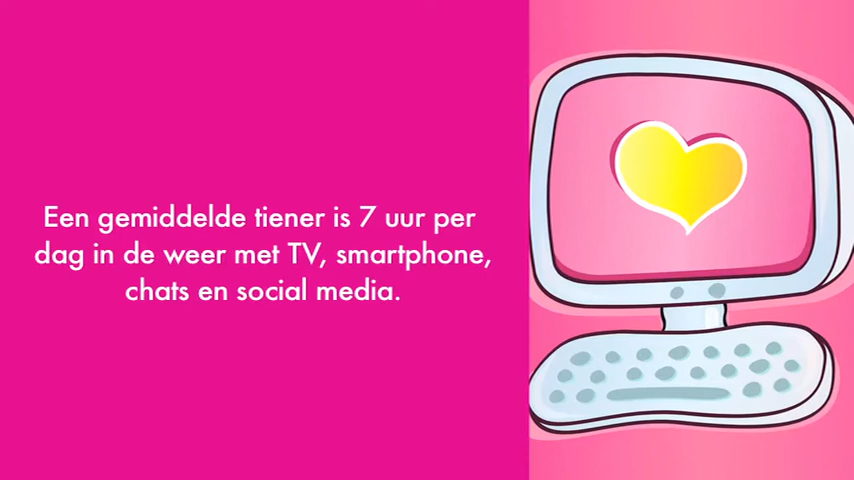 Een gemiddelde tiener is 7 uur per
dag in de weer met TV, smartphone,
chats en social media.